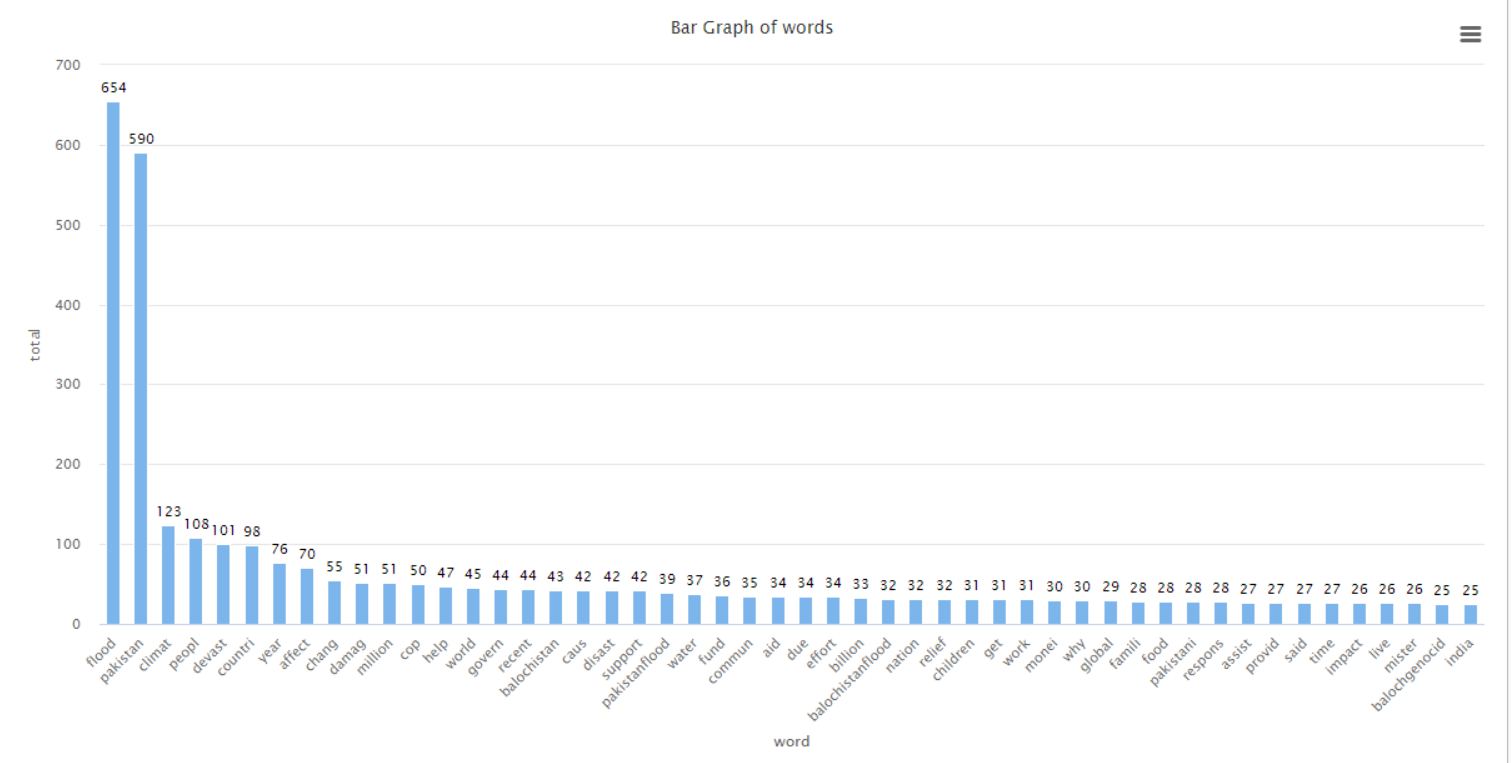 Bar Graph of words
700
600
500
400
300
200
100
0
total
654
590
123
108
101
98
76
70
55
51
51
50
47
45
44
44
43
42
42
42
39
37
36
35
34
34
34
33
32
32
32
31
31
31
30
30
29
28
28
28
28
27
27
27
27
26
26
26
25
25
flood
pakistan
climat
peopl
devast
countri
year
affect
chang
damag
million
cop
help
world
govern
recent
balochistan
caus
disast
support
pakistanflood
water
fund
commun
aid
due
effort
billion
balochistanflood
nation
relief
children
get
work
monei
why
global
famili
food
pakistani
respons
assist
provid
said
time
impact
live
mister
balochgenocid
india
word